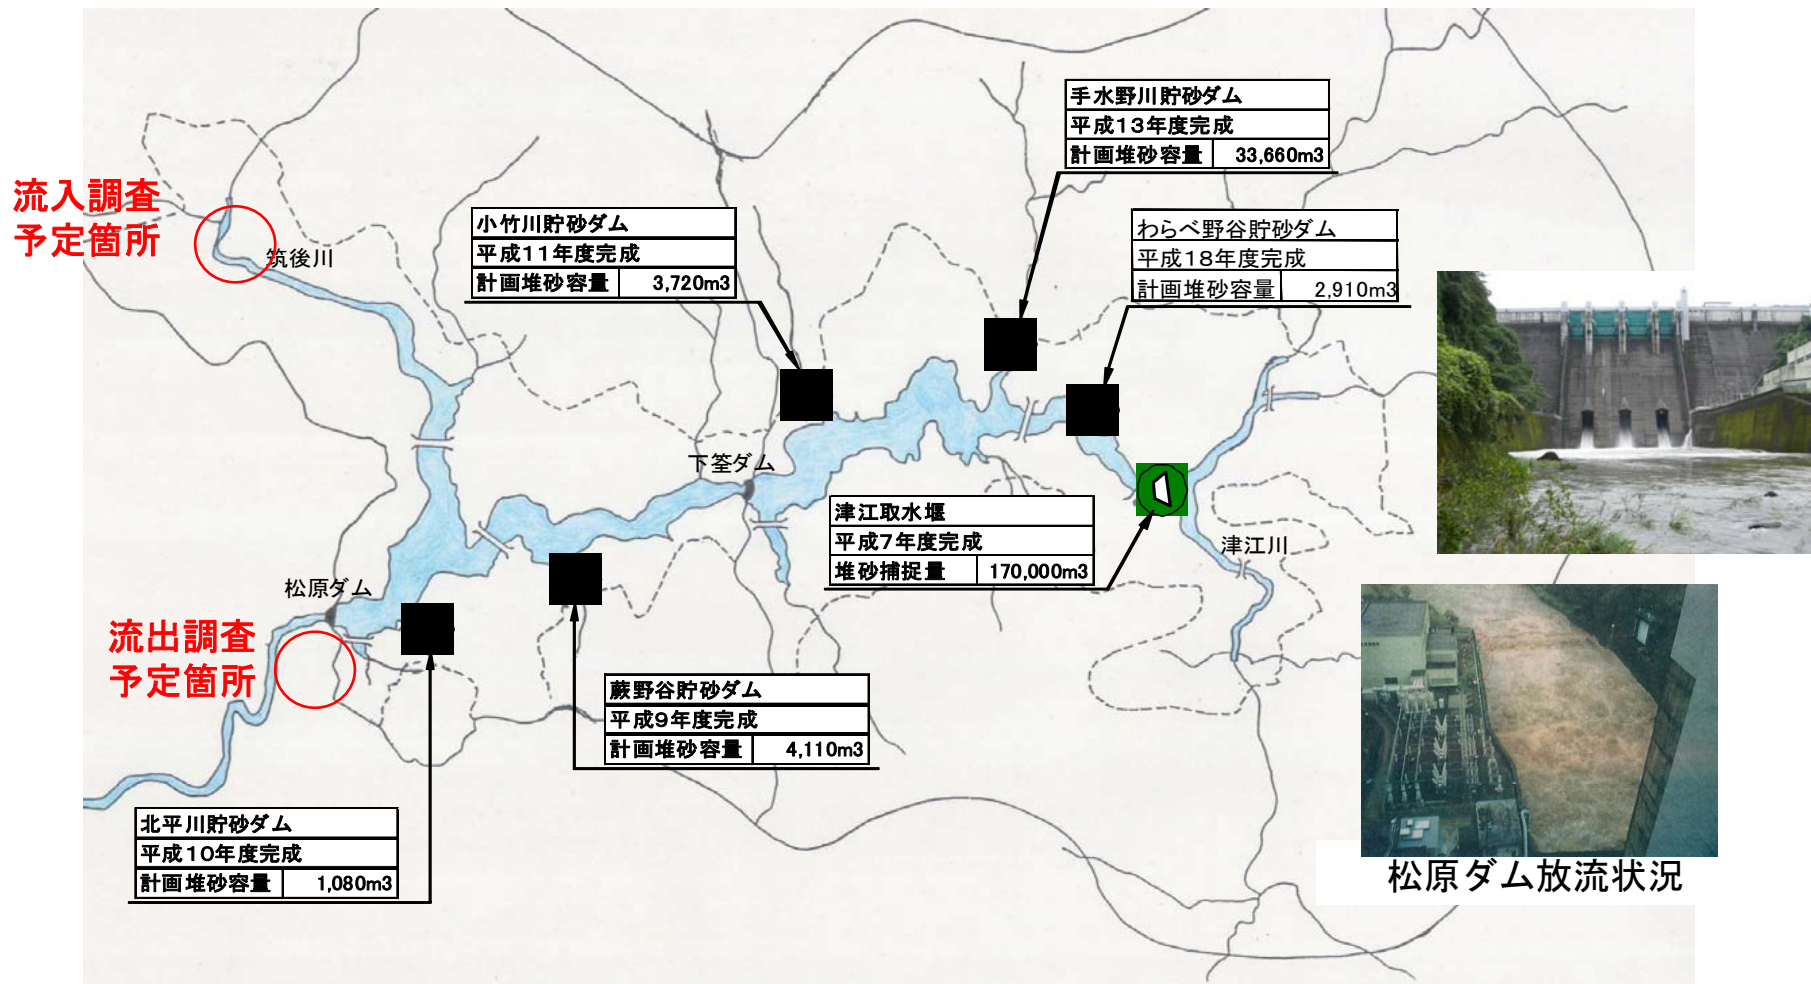 手水野川貯砂ダム
平成13年度完成
計画堆砂容量 33,660m3
流入調査
予定箇所
筑後川
小竹川貯砂ダム
平成11年度完成
計画堆砂容量 3,720m3
わらべ野谷貯砂ダム
平成18年度完成
計画堆砂容量 2,910m3
下筌ダム
津江取水堰
平成7年度完成
堆砂捕捉量 170,000m3
津江川
松原ダム
流出調査
予定箇所
蕨野谷貯砂ダム
平成9年度完成
計画堆砂容量 4,110m3
北平川貯砂ダム
平成10年度完成
計画堆砂容量 1,080m3
松原ダム放流状況